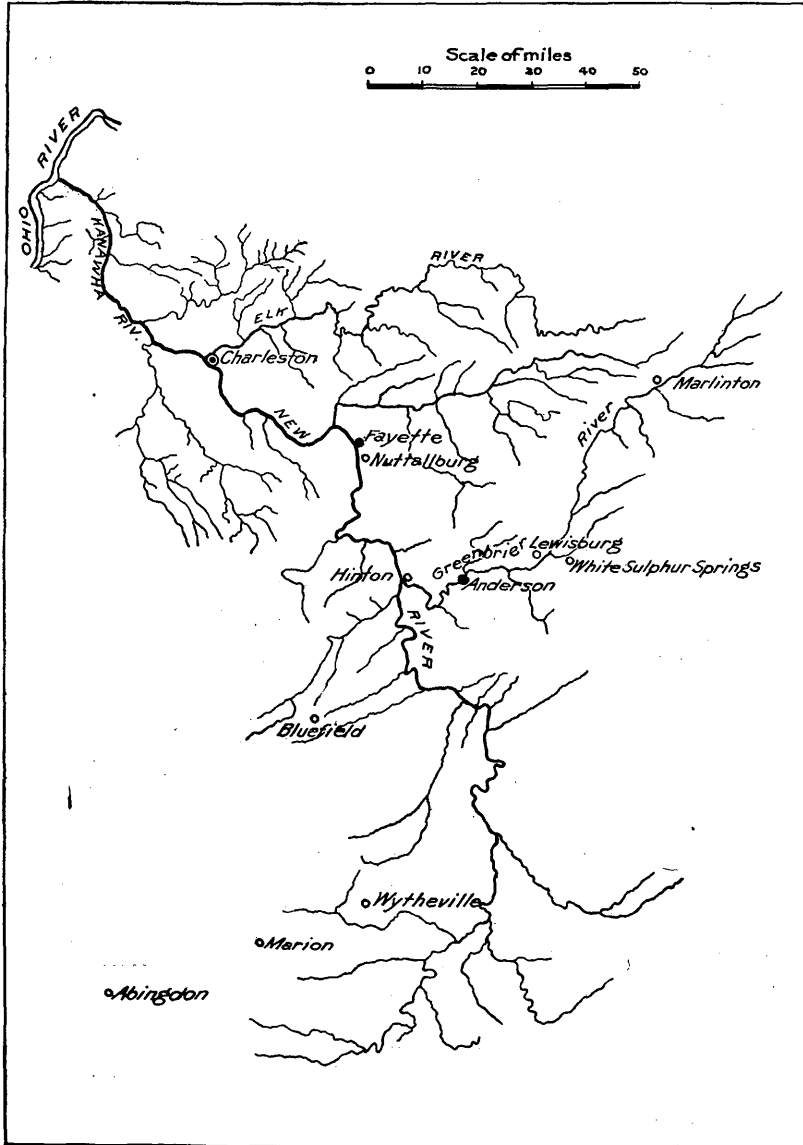 Scale of miles
0 10 20 30 40 50
OHIO RIVER
KANAWHA RIV.
ELK RIVER
Charleston
Marlinton
NEW RIVER
Fayette
Nuttallburg
Greenbrier River
Lewisburg
White Sulphur Springs
Hinton
Anderson
Bluefield
Wytheville
Marion
Abingdon